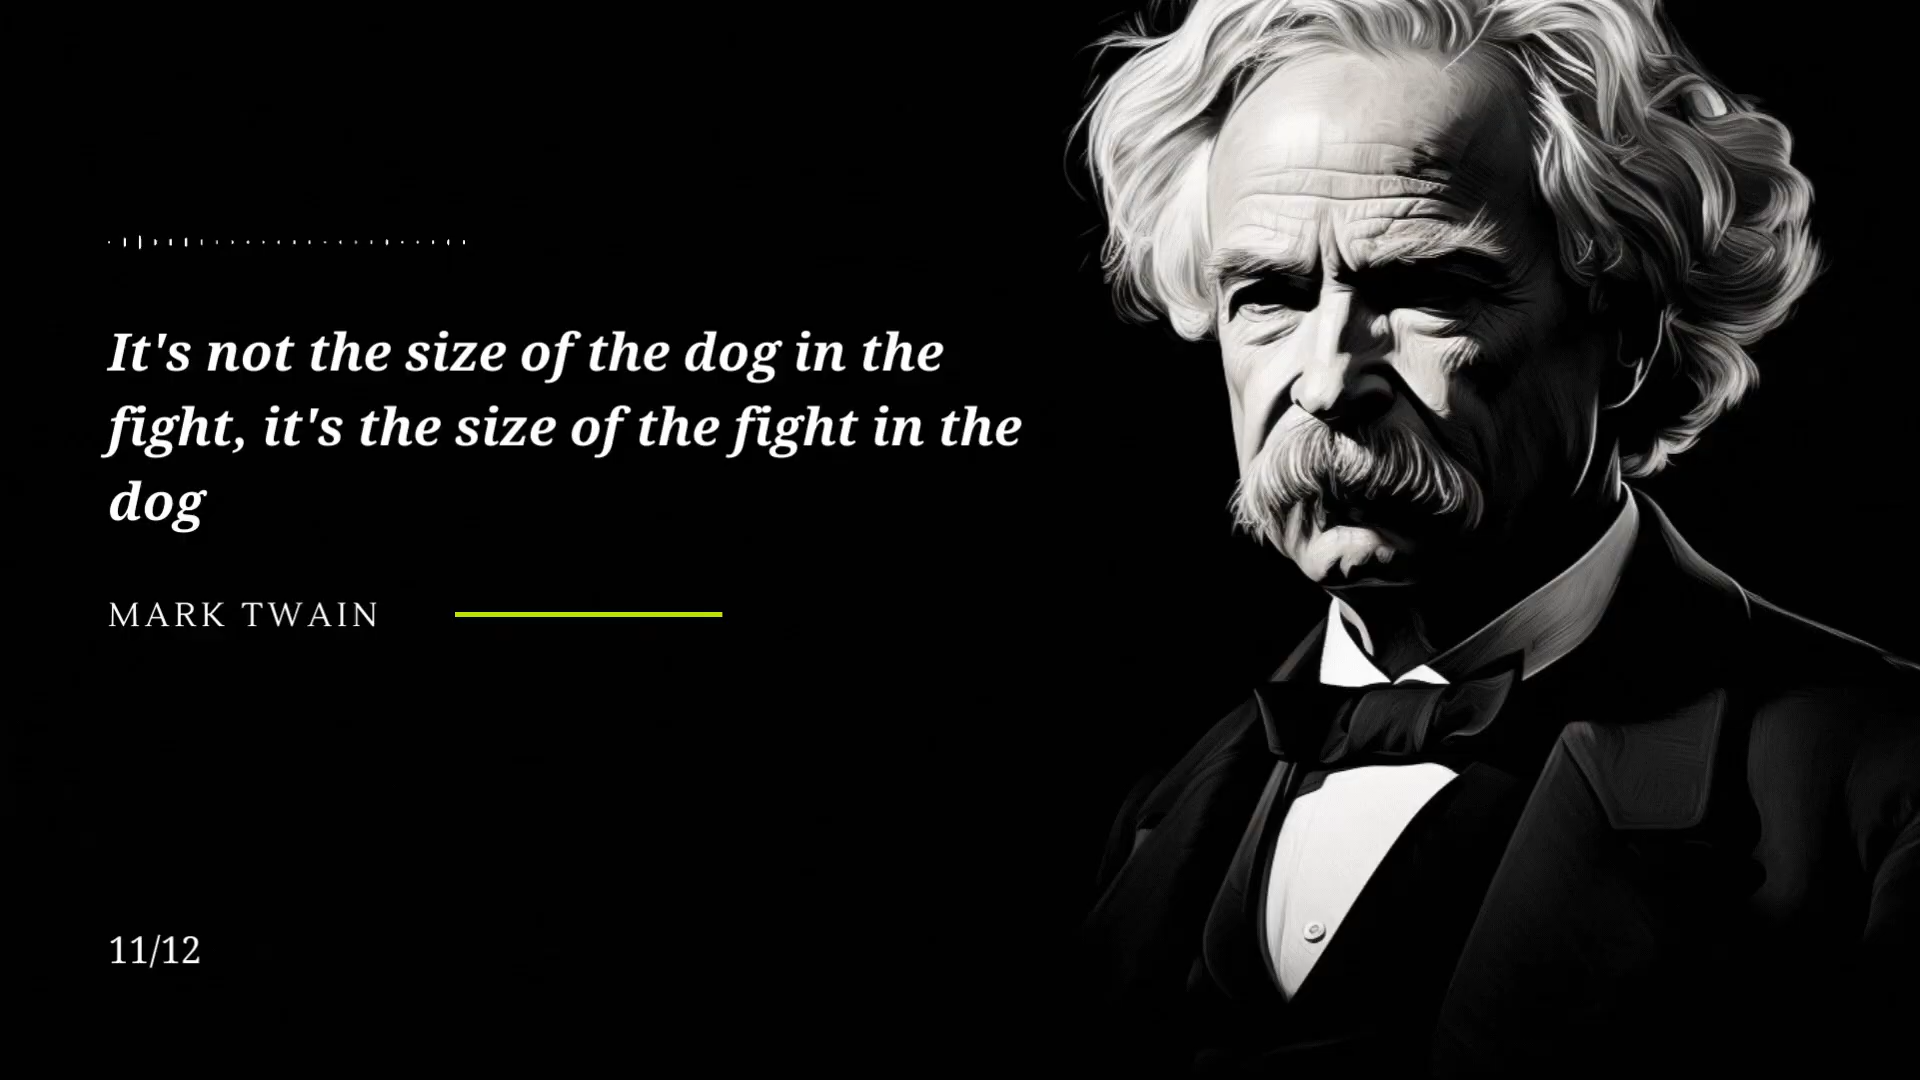 It's not the size of the dog in the
fight, it's the size of the fight in the
dog
MARK TWAIN
11/12